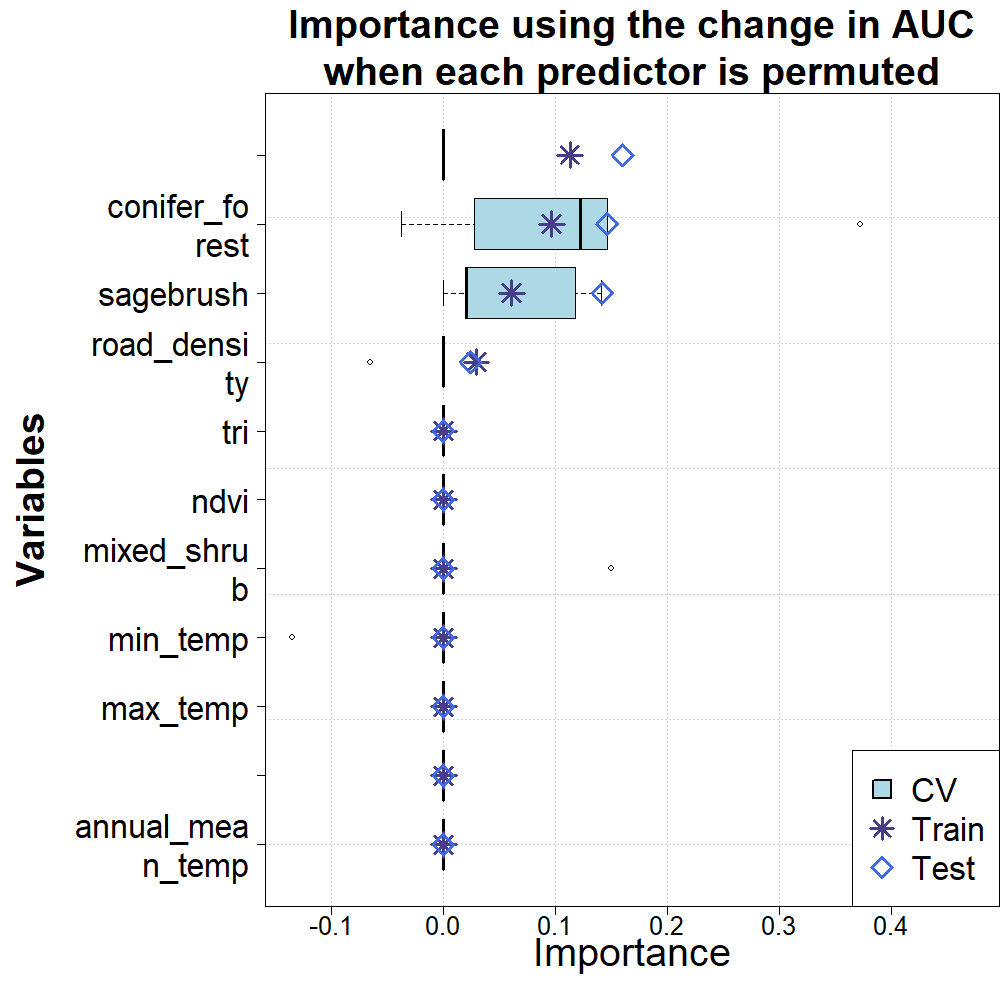 Importance using the change in AUC
when each predictor is permuted
conifer_fo
rest
sagebrush
road_densi
ty
tri
ndvi
mixed_shru
b
min_temp
max_temp
annual_mea
n_temp
Variables
CV
Train
Test
-0.1 0.0 0.1 0.2 0.3 0.4
Importance